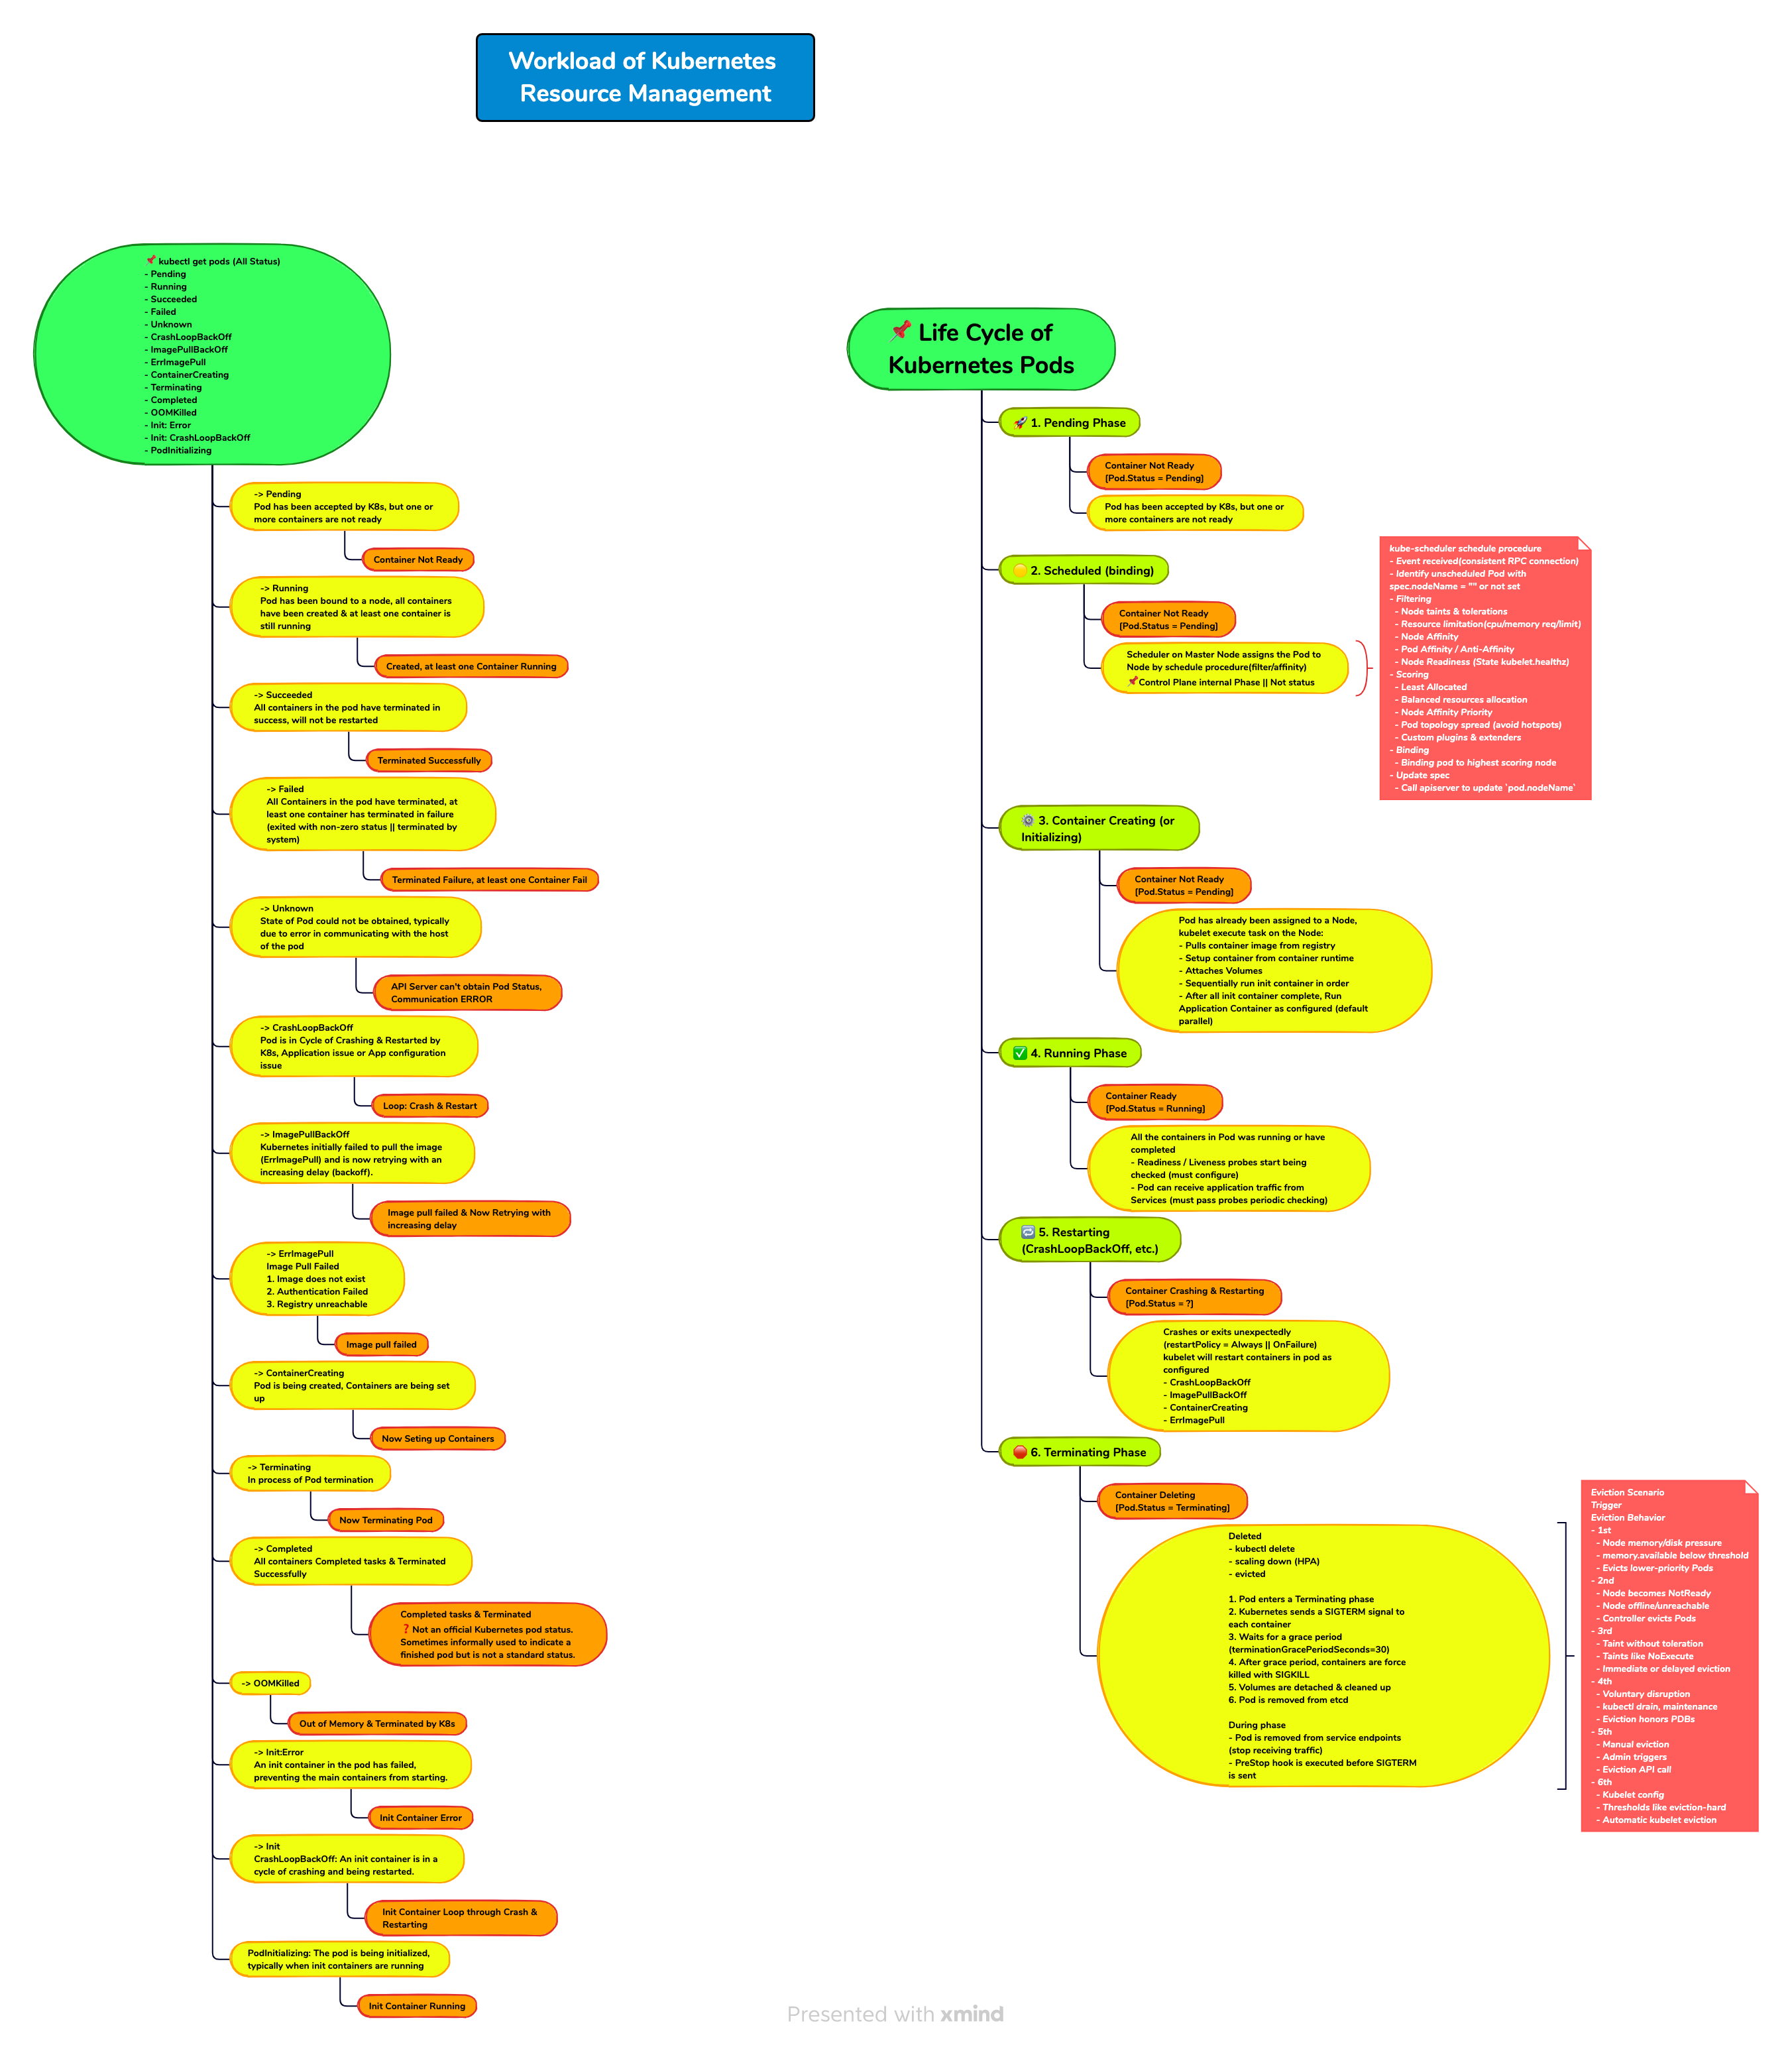 Workload of Kubernetes
Resource Management
📌 kubectl get pods (All Status)
- Pending
- Running
- Succeeded
- Failed
- Unknown
- CrashLoopBackOff
- ImagePullBackOff
- ErrImagePull
- ContainerCreating
- Terminating
- Completed
- OOMKilled
- Init: Error
- Init: CrashLoopBackOff
- PodInitializing
-> Pending
Pod has been accepted by K8s, but one or
more containers are not ready
Container Not Ready
-> Running
Pod has been bound to a node, all containers
have been created & at least one container is
still running
Created, at least one Container Running
-> Succeeded
All containers in the pod have terminated in
success, will not be restarted
Terminated Successfully
-> Failed
All Containers in the pod have terminated, at
least one container has terminated in failure
(exited with non-zero status || terminated by
system)
Terminated Failure, at least one Container Fail
-> Unknown
State of Pod could not be obtained, typically
due to error in communicating with the host
of the pod
API Server can't obtain Pod Status,
Communication ERROR
-> CrashLoopBackOff
Pod is in Cycle of Crashing & Restarted by
K8s, Application issue or App configuration
issue
Loop: Crash & Restart
-> ImagePullBackOff
Kubernetes initially failed to pull the image
(ErrImagePull) and is now retrying with an
increasing delay (backoff).
Image pull failed & Now Retrying with
increasing delay
-> ErrImagePull
Image Pull Failed
1. Image does not exist
2. Authentication Failed
3. Registry unreachable
Image pull failed
-> ContainerCreating
Pod is being created, Containers are being set
up
Now Seting up Containers
-> Terminating
In process of Pod termination
Now Terminating Pod
-> Completed
All containers Completed tasks & Terminated
Successfully
Completed tasks & Terminated
❓ Not an official Kubernetes pod status.
Sometimes informally used to indicate a
finished pod but is not a standard status.
-> OOMKilled
Out of Memory & Terminated by K8s
-> Init:Error
An init container in the pod has failed,
preventing the main containers from starting.
Init Container Error
-> Init
CrashLoopBackOff: An init container is in a
cycle of crashing and being restarted.
Init Container Loop through Crash &
Restarting
PodInitializing: The pod is being initialized,
typically when init containers are running
Init Container Running
📌 Life Cycle of
Kubernetes Pods
🚀 1. Pending Phase
Container Not Ready
[Pod.Status = Pending]
Pod has been accepted by K8s, but one or
more containers are not ready
🟡 2. Scheduled (binding)
Container Not Ready
[Pod.Status = Pending]
Scheduler on Master Node assigns the Pod to
Node by schedule procedure(filter/affinity)
📌Control Plane internal Phase || Not status
kube-scheduler schedule procedure
- Event received(consistent RPC connection)
- Identify unscheduled Pod with
spec.nodeName = "" or not set
- Filtering
- Node taints & tolerations
- Resource limitation(cpu/memory req/limit)
- Node Affinity
- Pod Affinity / Anti-Affinity
- Node Readiness (State kubelet.healthz)
- Scoring
- Least Allocated
- Balanced resources allocation
- Node Affinity Priority
- Pod topology spread (avoid hotspots)
- Custom plugins & extenders
- Binding
- Binding pod to highest scoring node
- Update spec
- Call apiserver to update `pod.nodeName`
⚙️ 3. Container Creating (or
Initializing)
Container Not Ready
[Pod.Status = Pending]
Pod has already been assigned to a Node,
kubelet execute task on the Node:
- Pulls container image from registry
- Setup container from container runtime
- Attaches Volumes
- Sequentially run init container in order
- After all init container complete, Run
Application Container as configured (default
parallel)
✅ 4. Running Phase
Container Ready
[Pod.Status = Running]
All the containers in Pod was running or have
completed
- Readiness / Liveness probes start being
checked (must configure)
- Pod can receive application traffic from
Services (must pass probes periodic checking)
🔁 5. Restarting
(CrashLoopBackOff, etc.)
Container Crashing & Restarting
[Pod.Status = ?]
Crashes or exits unexpectedly
(restartPolicy = Always || OnFailure)
kubelet will restart containers in pod as
configured
- CrashLoopBackOff
- ImagePullBackOff
- ContainerCreating
- ErrImagePull
🛑 6. Terminating Phase
Container Deleting
[Pod.Status = Terminating]
Deleted
- kubectl delete
- scaling down (HPA)
- evicted
1. Pod enters a Terminating phase
2. Kubernetes sends a SIGTERM signal to
each container
3. Waits for a grace period
(terminationGracePeriodSeconds=30)
4. After grace period, containers are force
killed with SIGKILL
5. Volumes are detached & cleaned up
6. Pod is removed from etcd
During phase
- Pod is removed from service endpoints
(stop receiving traffic)
- PreStop hook is executed before SIGTERM
is sent
Eviction Scenario
Trigger
Eviction Behavior
- 1st
- Node memory/disk pressure
- memory.available below threshold
- Evicts lower-priority Pods
- 2nd
- Node becomes NotReady
- Node offline/unreachable
- Controller evicts Pods
- 3rd
- Taint without toleration
- Taints like NoExecute
- Immediate or delayed eviction
- 4th
- Voluntary disruption
- kubectl drain, maintenance
- Eviction honors PDBs
- 5th
- Manual eviction
- Admin triggers
- Eviction API call
- 6th
- Kubelet config
- Thresholds like eviction-hard
- Automatic kubelet eviction
Presented with xmind